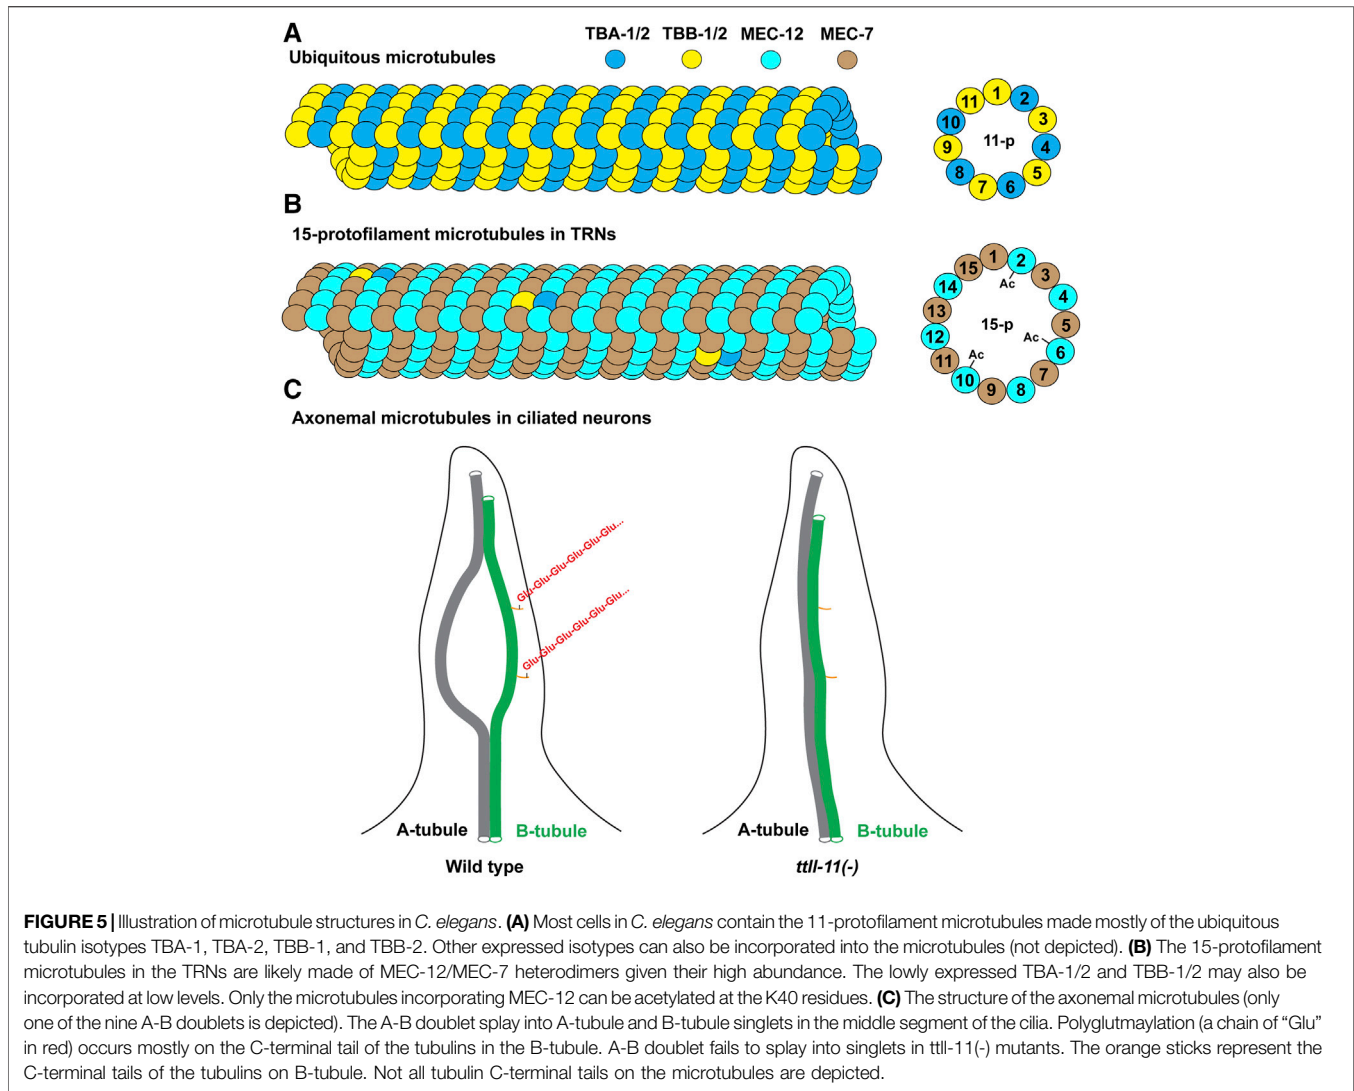 A
TBA-1/2 TBB-1/2 MEC-12 MEC-7
Ubiquitous microtubules
1
2
3
4
5
6
7
8
9
10
11
11-p
B
15-protofilament microtubules in TRNs
1
2
3
4
5
6
7
8
9
10
11
12
13
14
15
Ac
Ac
Ac
15-p
C
Axonemal microtubules in ciliated neurons
Glu-Glu-Glu-Glu-Glu-Glu...
Glu-Glu-Glu-Glu-Glu-Glu...
A-tubule B-tubule
Wild type
A-tubule B-tubule
ttll-11(-)
FIGURE 5 | Illustration of microtubule structures in C. elegans. (A) Most cells in C. elegans contain the 11-protofilament microtubules made mostly of the ubiquitous
tubulin isotypes TBA-1, TBA-2, TBB-1, and TBB-2. Other expressed isotypes can also be incorporated into the microtubules (not depicted). (B) The 15-protofilament
microtubules in the TRNs are likely made of MEC-12/MEC-7 heterodimers given their high abundance. The lowly expressed TBA-1/2 and TBB-1/2 may also be
incorporated at low levels. Only the microtubules incorporating MEC-12 can be acetylated at the K40 residues. (C) The structure of the axonemal microtubules (only
one of the nine A-B doublets is depicted). The A-B doublet splay into A-tubule and B-tubule singlets in the middle segment of the cilia. Polyglutmaylation (a chain of “Glu”
in red) occurs mostly on the C-terminal tail of the tubulins in the B-tubule. A-B doublet fails to splay into singlets in ttll-11(-) mutants. The orange sticks represent the
C-terminal tails of the tubulins on B-tubule. Not all tubulin C-terminal tails on the microtubules are depicted.